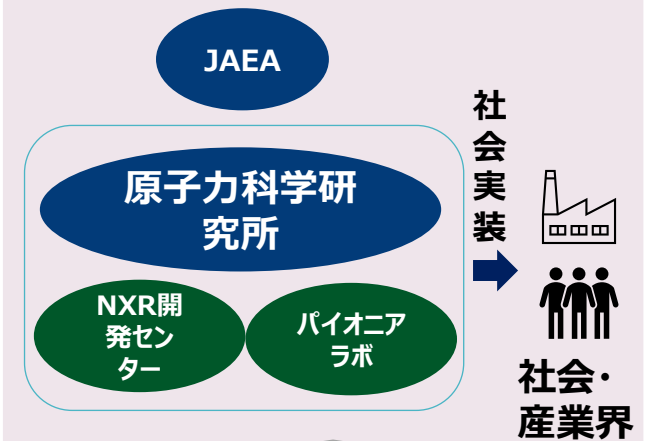 JAEA
原子力科学研
究所
NXR開
発セン
ター
パイオニア
ラボ
社会実装
社会・
産業界